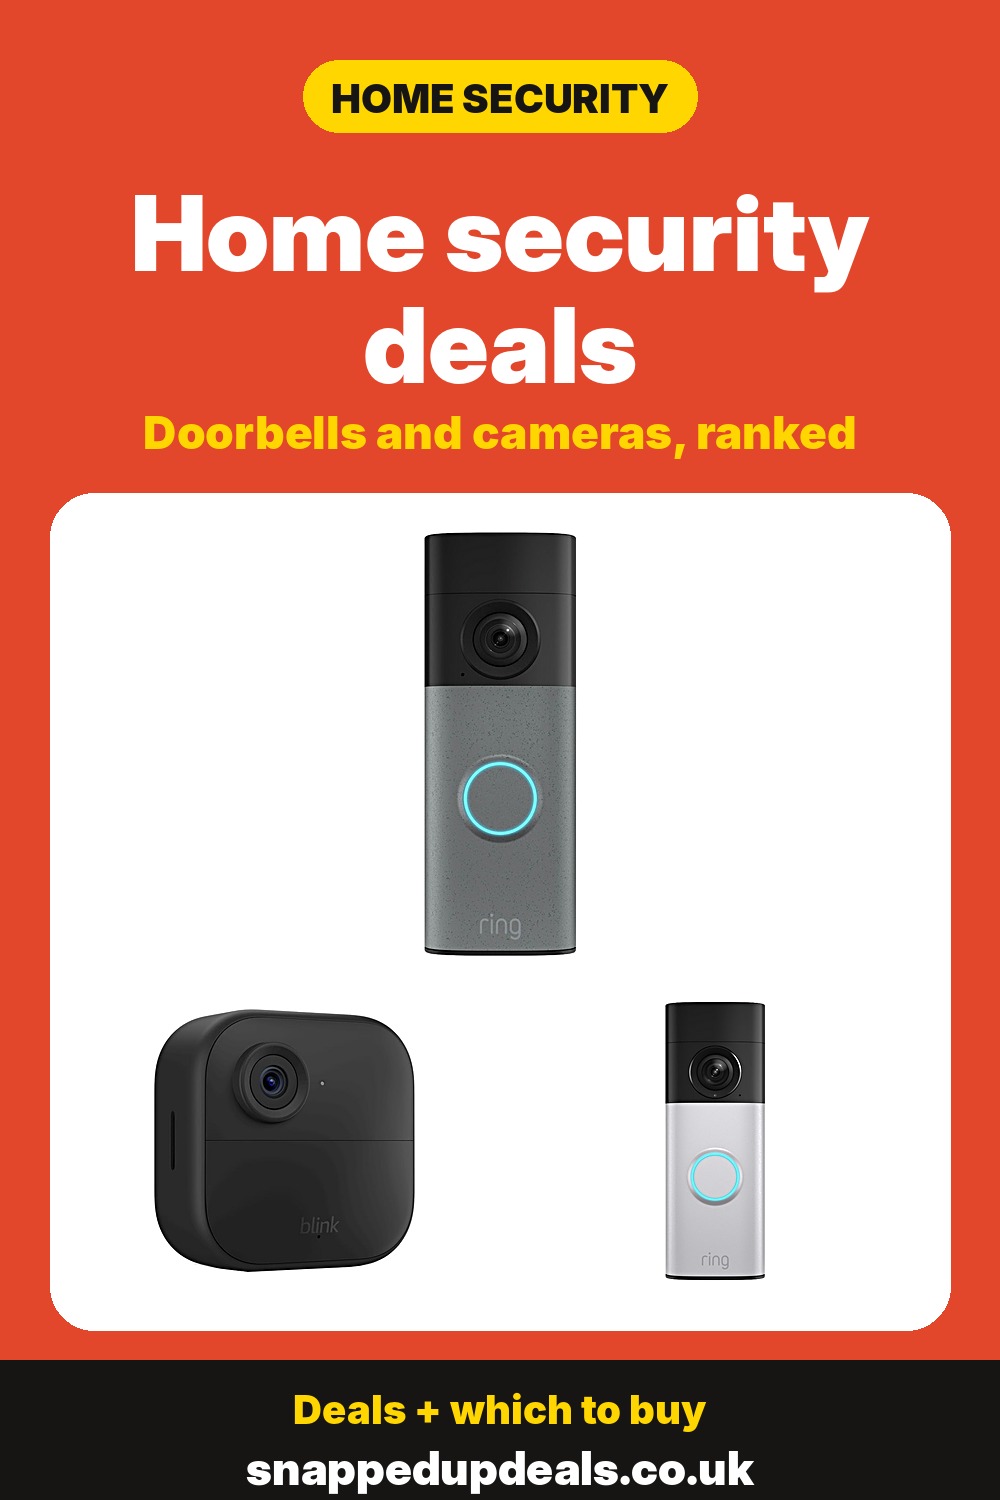 HOME SECURITY
Home security
deals
Doorbells and cameras, ranked
ring
blink
ring
Deals + which to buy
snappedupdeals.co.uk